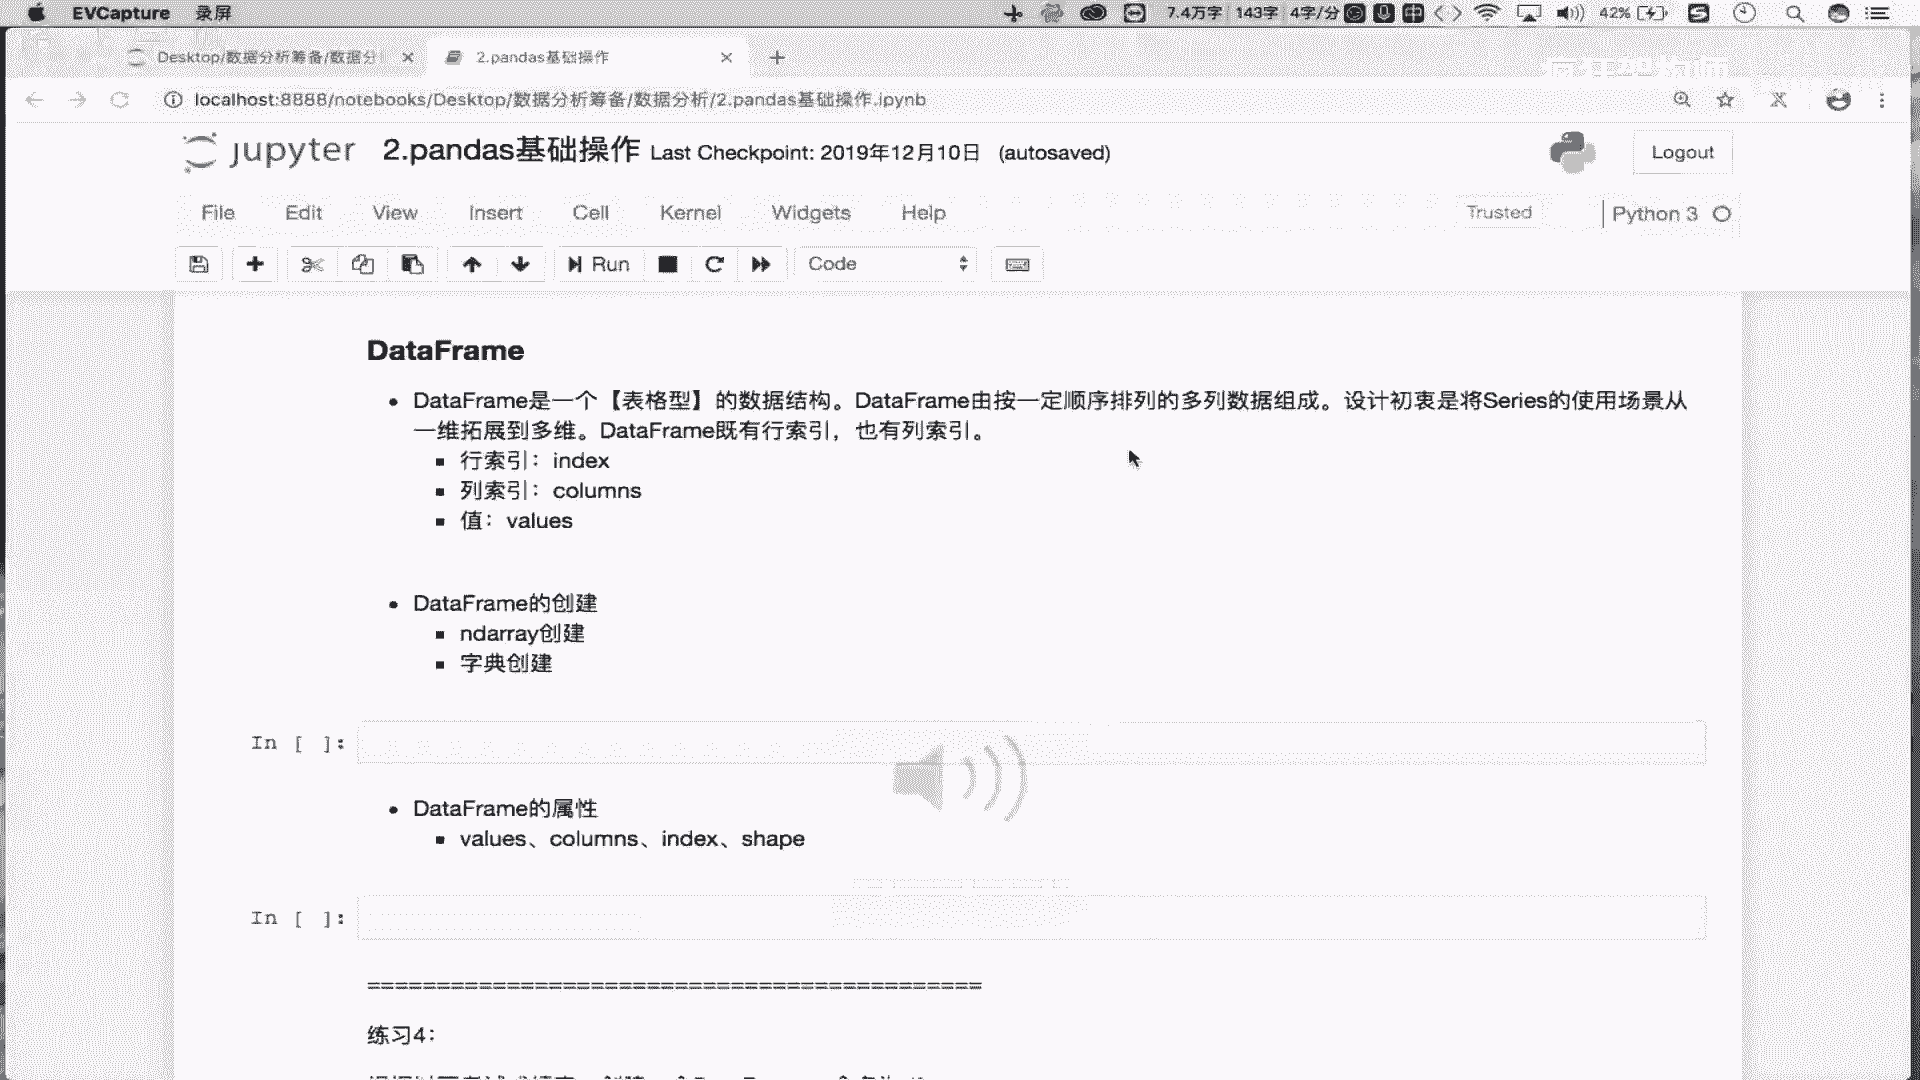 EVCapture 录屏 7.4万字 143字 4字/分 中 42%
Desktop/数据分析筹备/数据分 2.pandas基础操作
localhost:8888/notebooks/Desktop/数据分析筹备/数据分析/2.pandas基础操作.ipynb
jupyter 2.pandas基础操作 Last Checkpoint: 2019年12月10日 (autosaved) Logout
File Edit View Insert Cell Kernel Widgets Help Trusted Python 3
Run Code
DataFrame
DataFrame是一个【表格型】的数据结构。DataFrame由按一定顺序排列的多列数据组成。设计初衷是将Series的使用场景从
一维拓展到多维。DataFrame既有行索引，也有列索引。
行索引：index
列索引：columns
值：values
DataFrame的创建
ndarray创建
字典创建
In [ ]:
DataFrame的属性
values、columns、index、shape
In [ ]:
============================================
练习4：